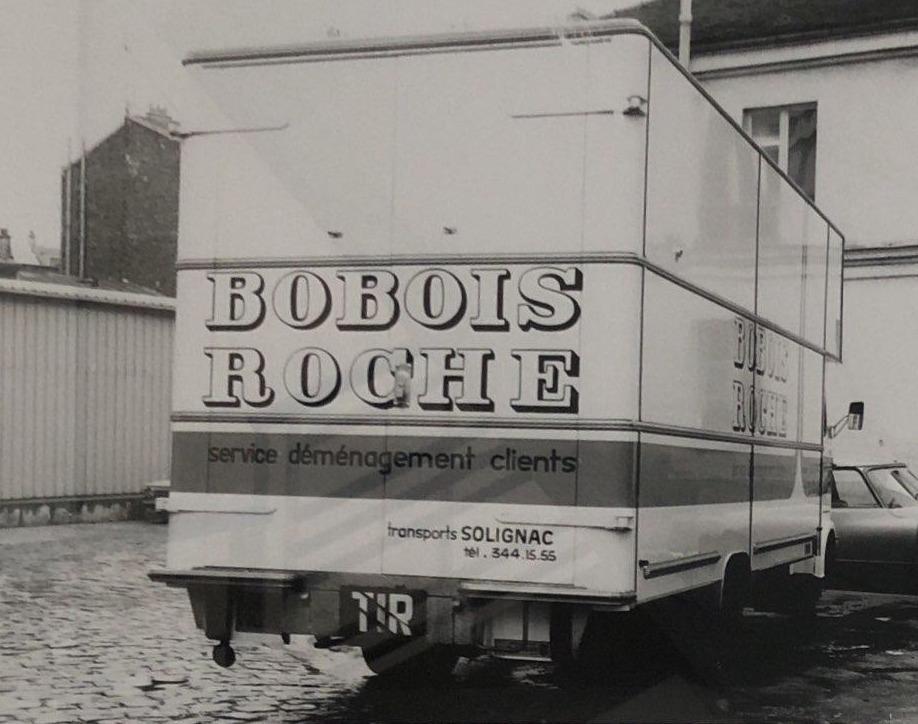 BOBOIS
ROCHE
service déménagement clients
transports SOLIGNAC
tél. 344.15.55
TIR
BOBOIS
ROCHE